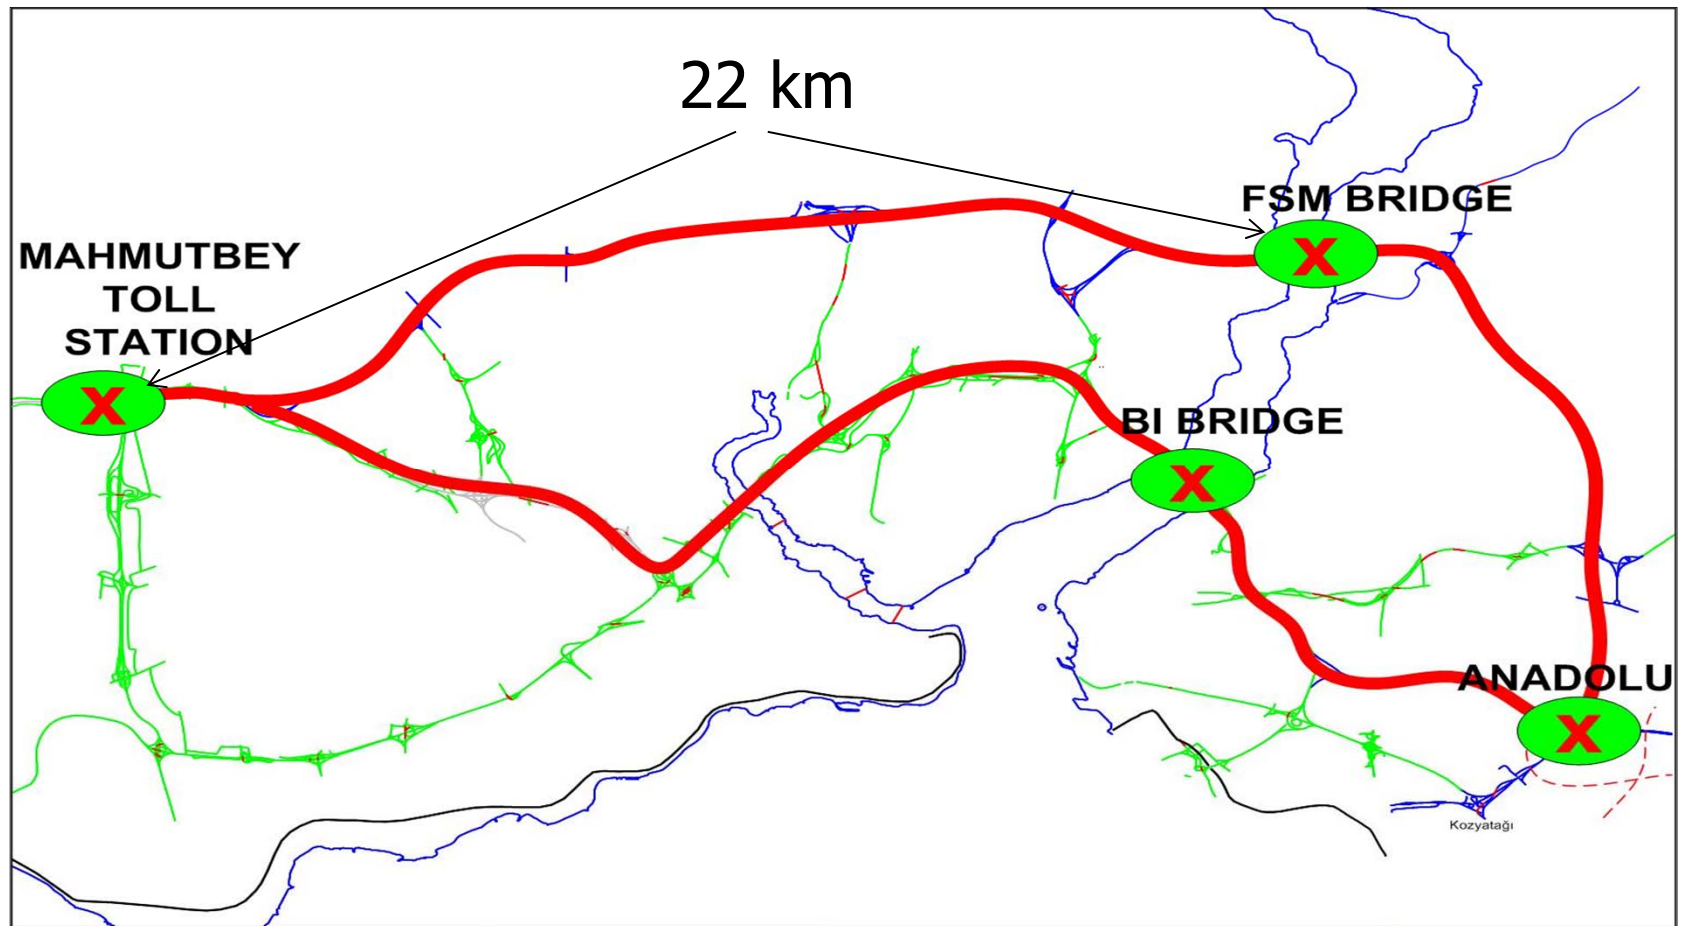 22 km
FSM BRIDGE
MAHMUTBEY
TOLL
STATION
X
X
BI BRIDGE
X
ANADOLU
X
Kozyatağı